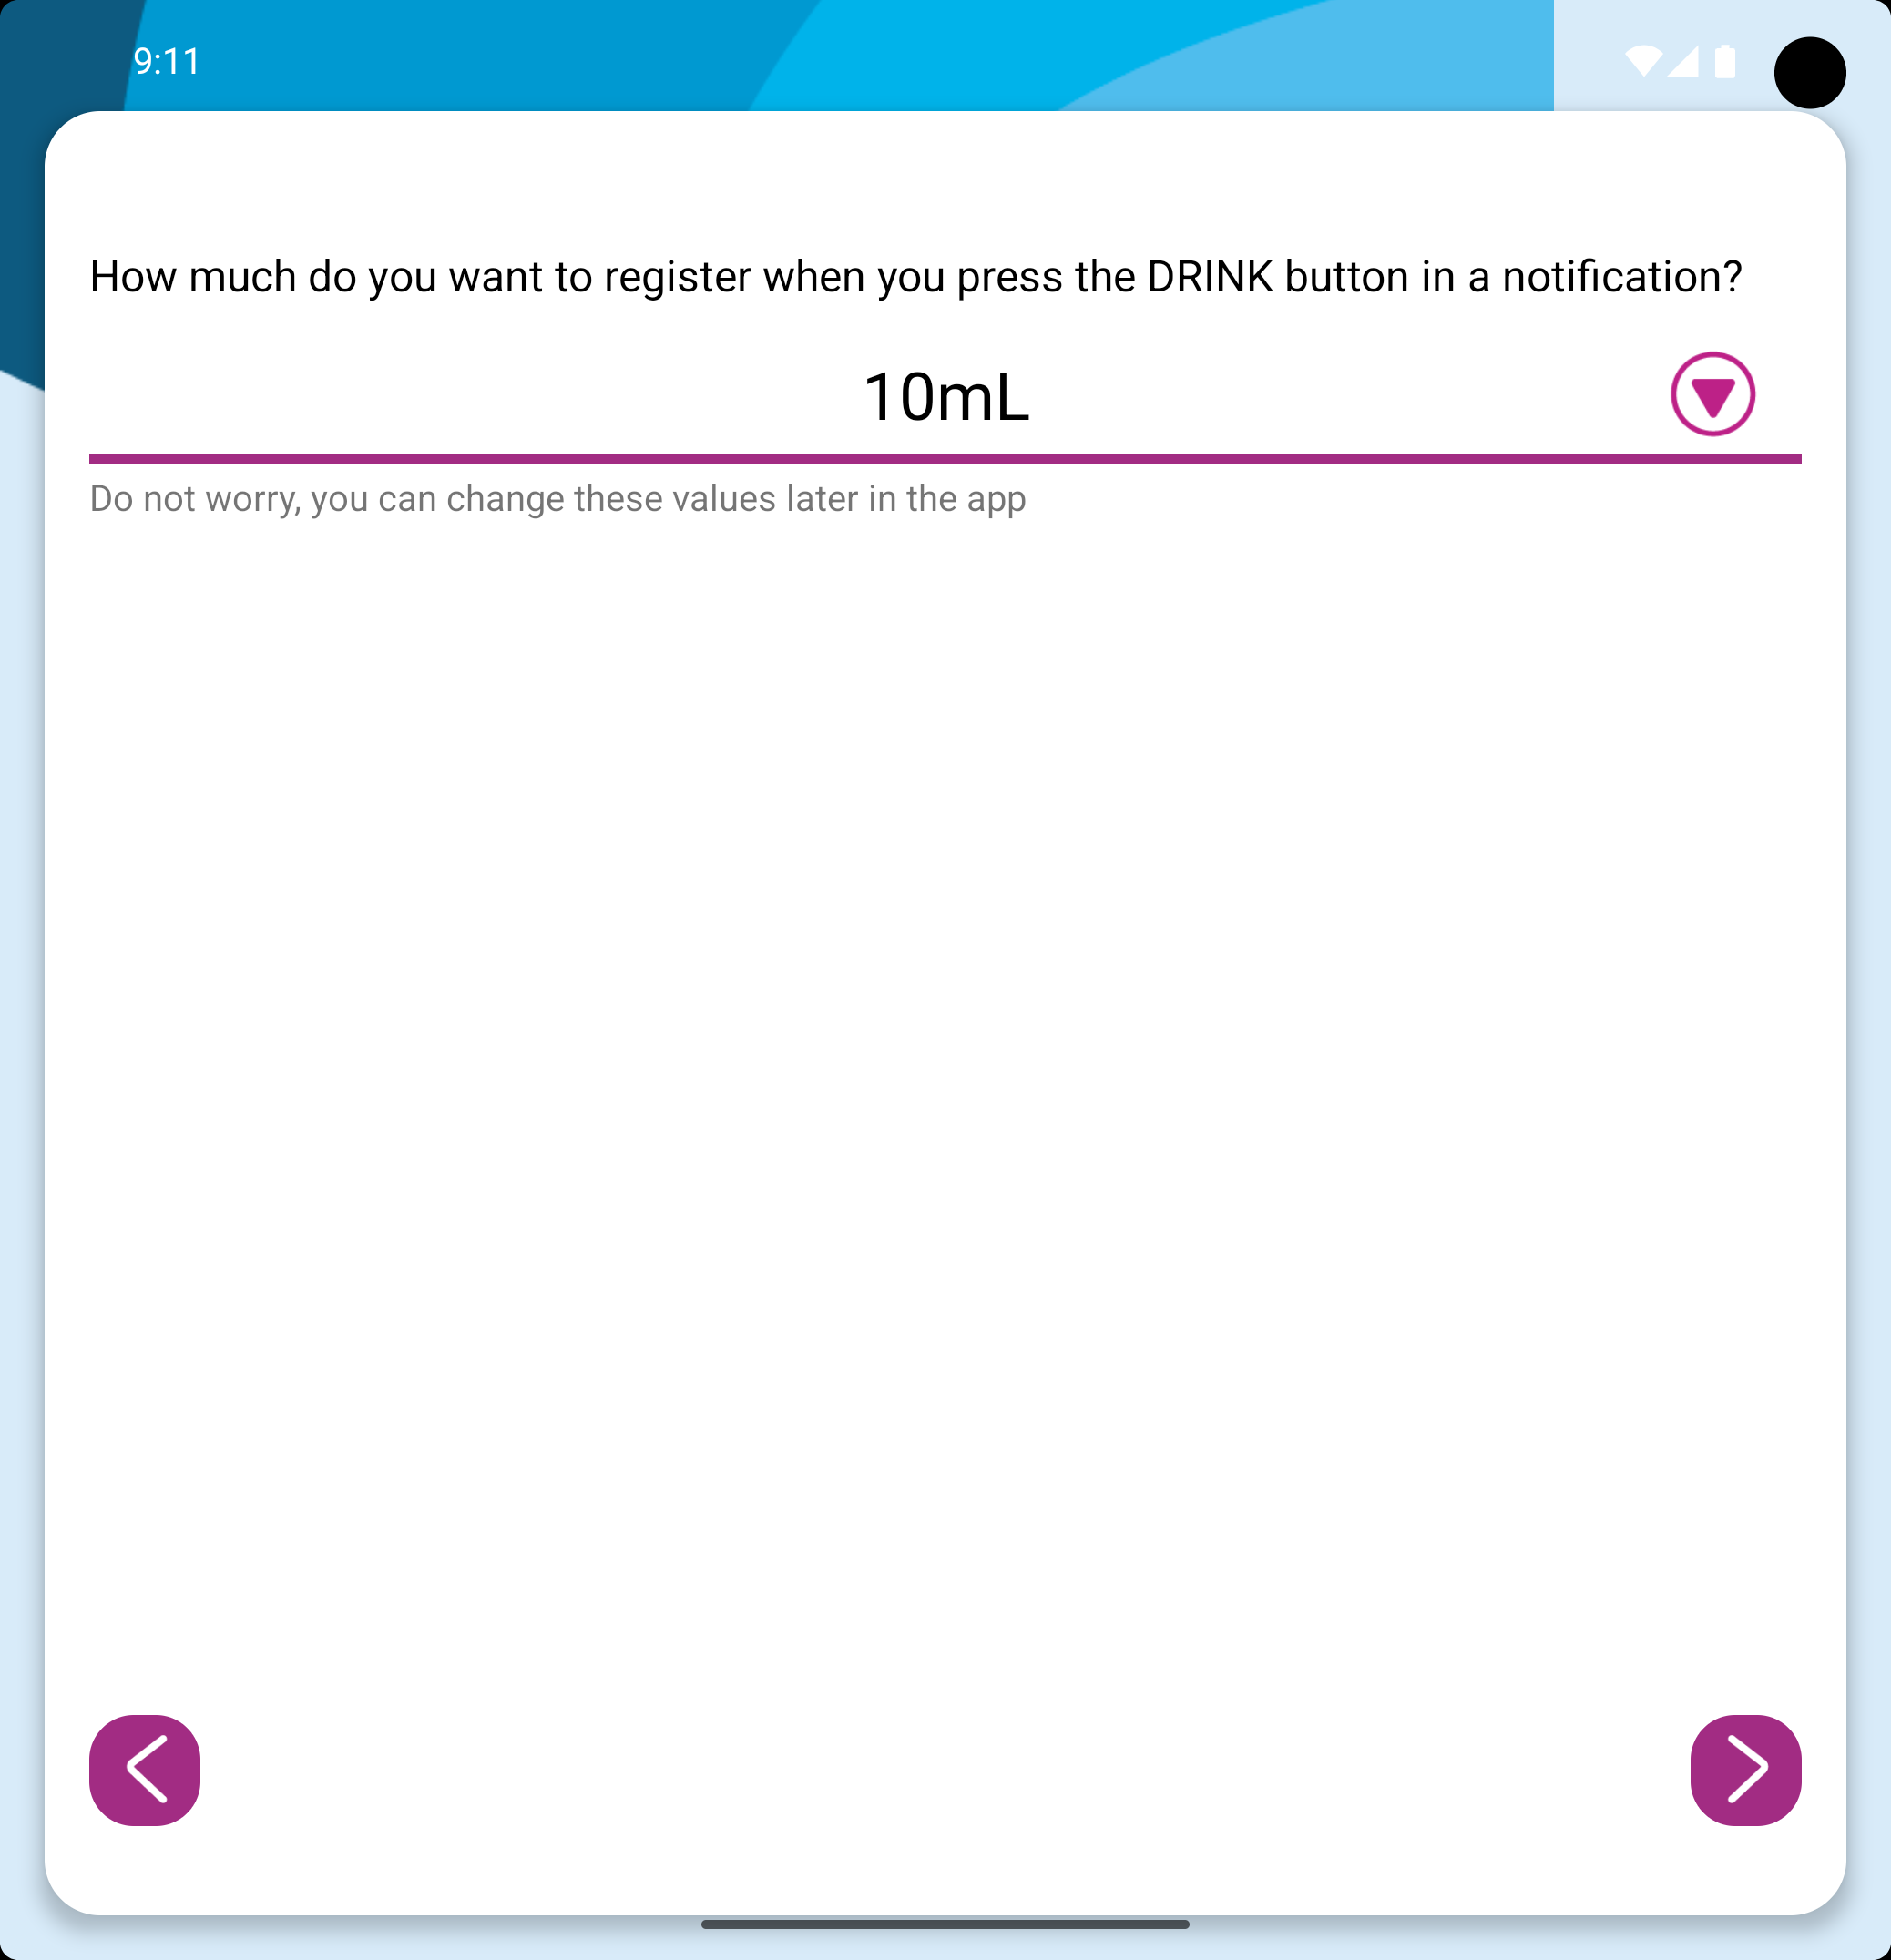 9:11
How much do you want to register when you press the DRINK button in a notification?
10mL
Do not worry, you can change these values later in the app